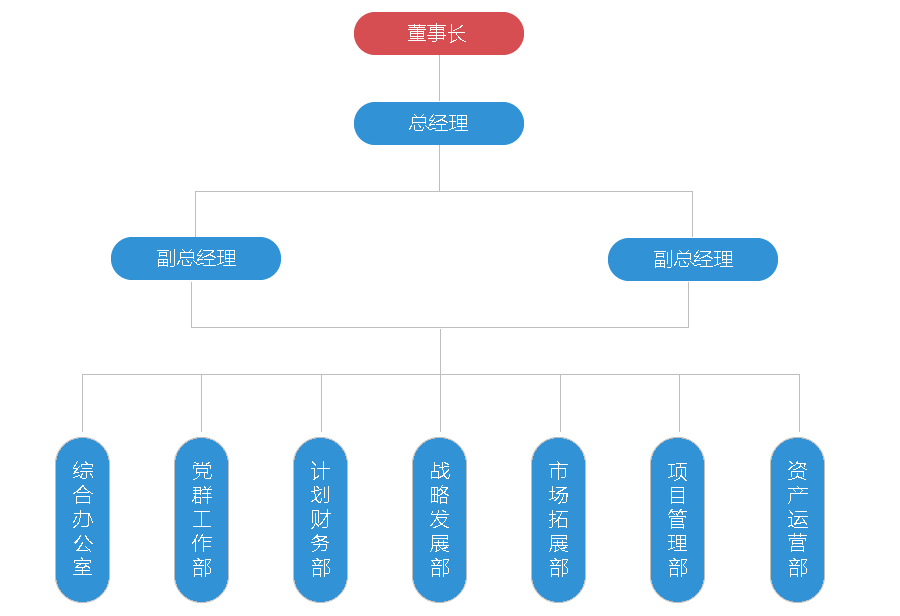 董事长
总经理
副总经理
副总经理
综合办公室
党群工作部
计划财务部
战略发展部
市场拓展部
项目管理部
资产运营部